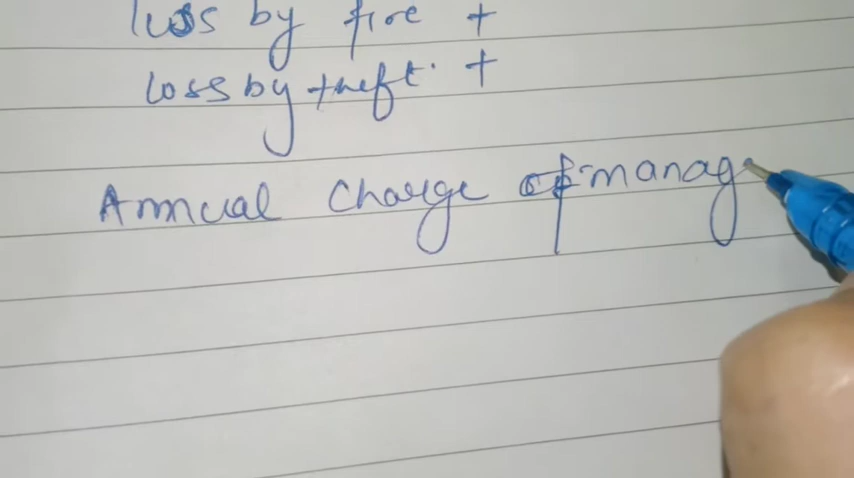 loss by fire +
loss by theft. +
Annual charge of manag